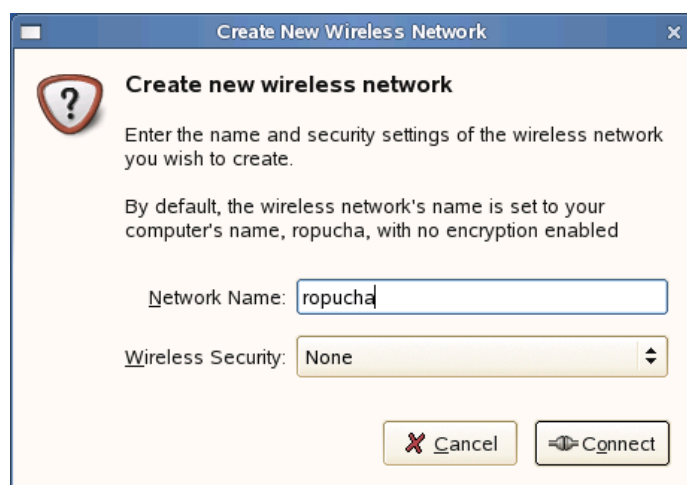 Create New Wireless Network
Create new wireless network
Enter the name and security settings of the wireless network
you wish to create.
By default, the wireless network's name is set to your
computer's name, ropucha, with no encryption enabled
Network Name: ropucha
Wireless Security: None
Cancel Connect